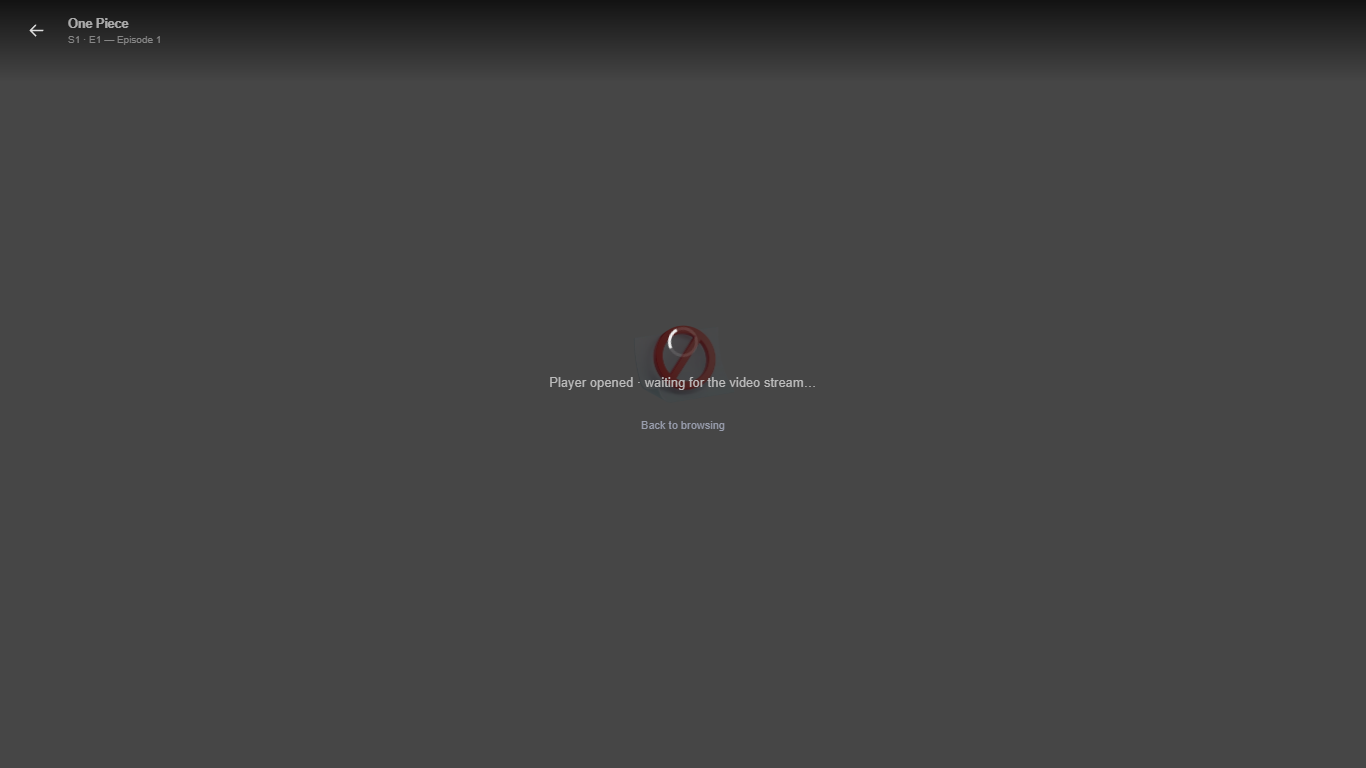 One Piece
S1 · E1 — Episode 1
Player opened · waiting for the video stream…
Back to browsing